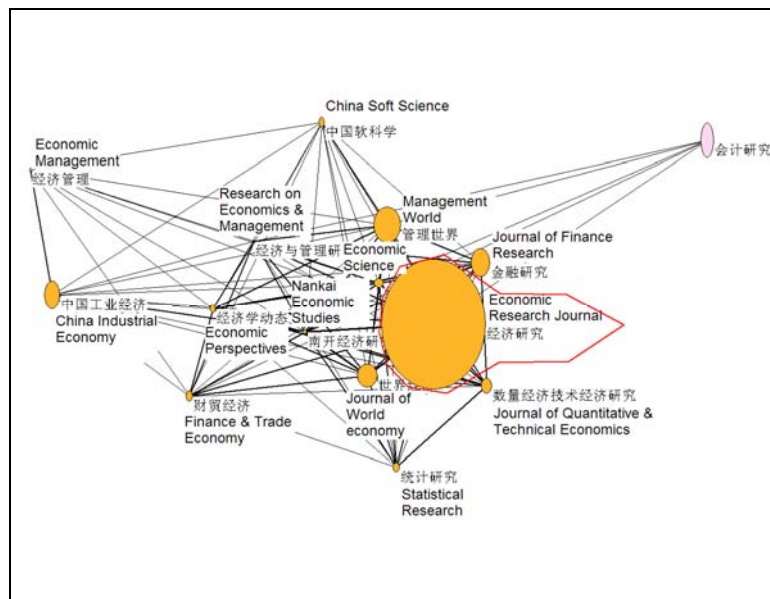 China Soft Science
中国软科学
Economic
Management
经济管理
会计研究
Research on
Economics &
Management
经济与管理研
Management
World
管理世界
Journal of Finance
Research
金融研究
Economic
Science
Nankai
Economic
Studies
南开经济研
Economic
Research Journal
经济研究
中国工业经济
China Industrial
Economy
经济学动态
Economic
Perspectives
世界经
Journal of
World
economy
财贸经济
Finance & Trade
Economy
数量经济技术经济研究
Journal of Quantitative &
Technical Economics
统计研究
Statistical
Research